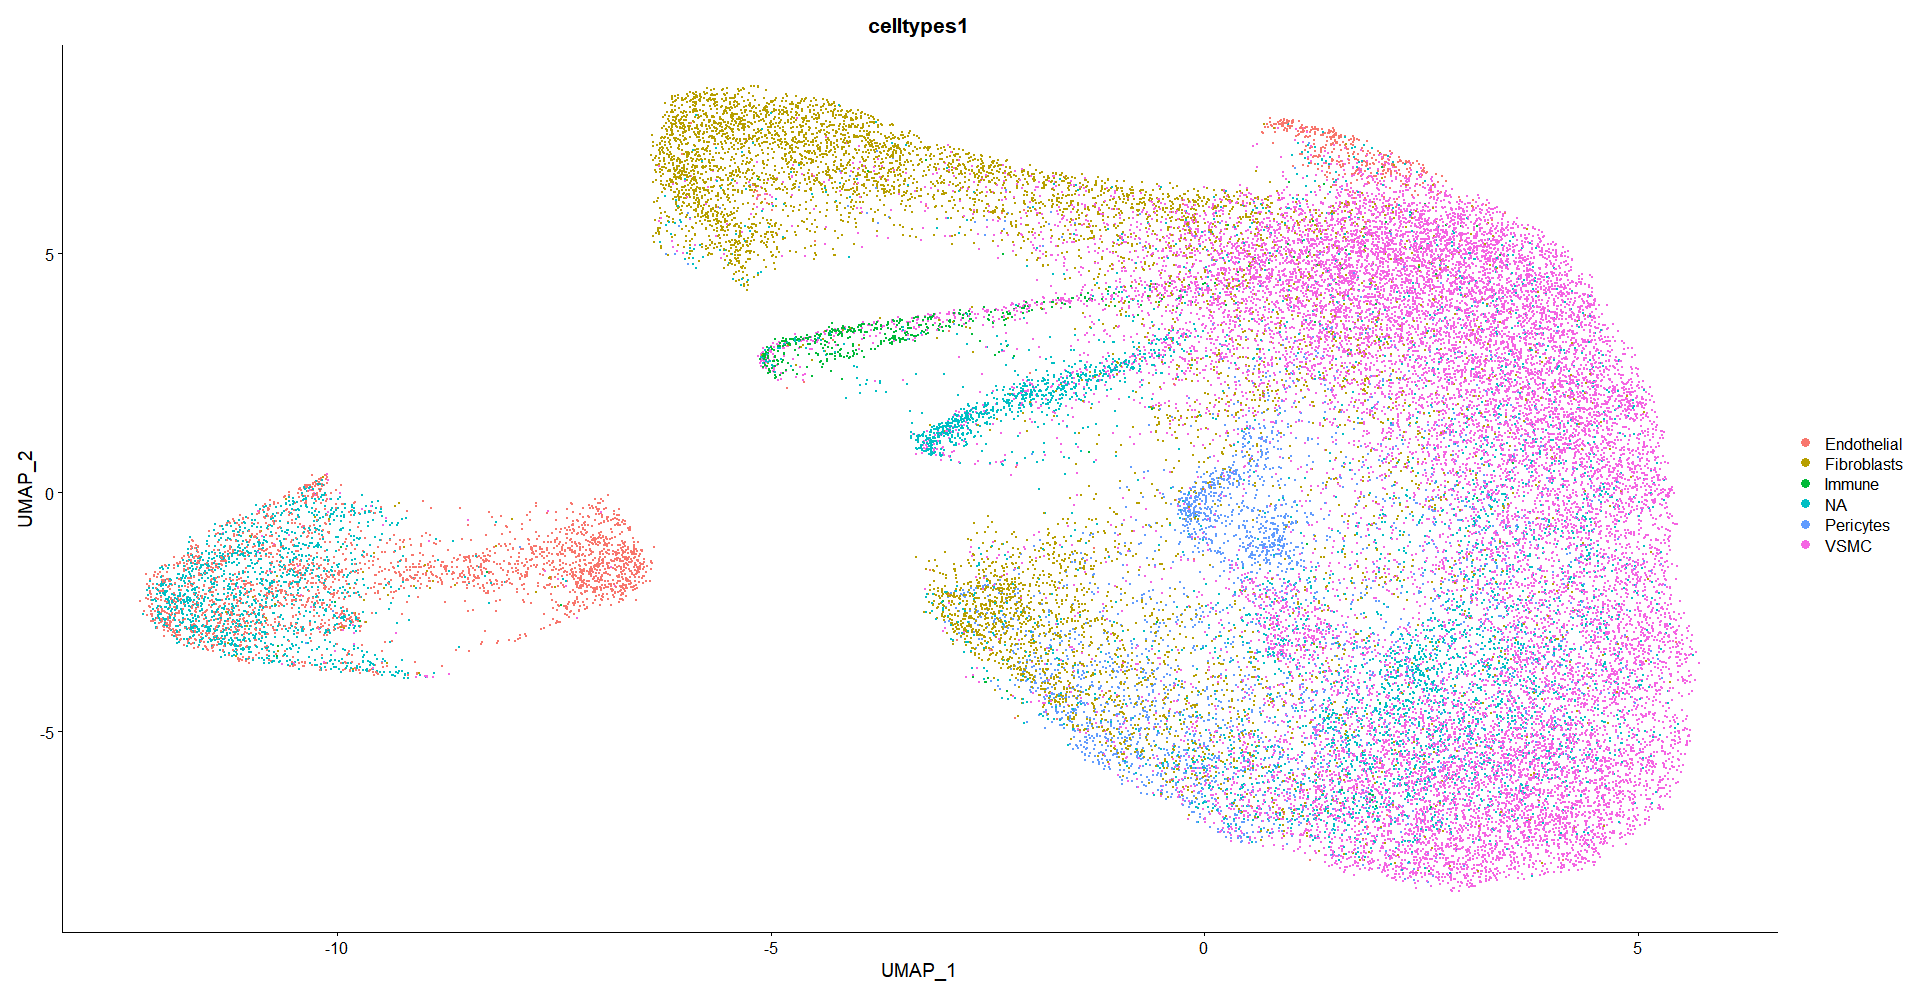 celltypes1
UMAP_2
5
0
-5
-10
-5
0
5
UMAP_1
Endothelial
Fibroblasts
Immune
NA
Pericytes
VSMC